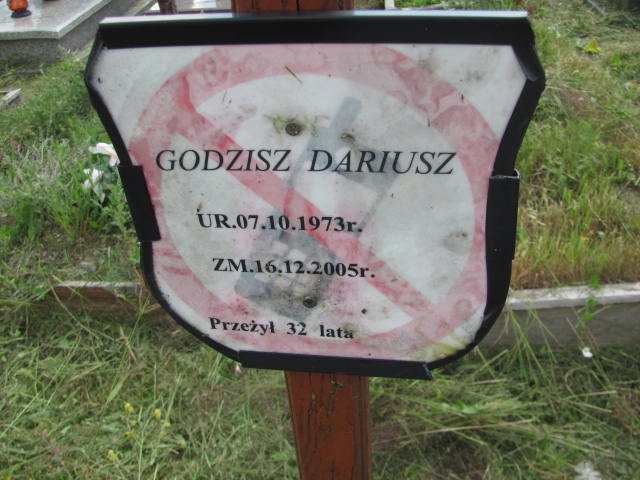 GODZISZ DARIUSZ
UR.07.10.1973r.
ZM.16.12.2005r.
Przeżył 32 lata